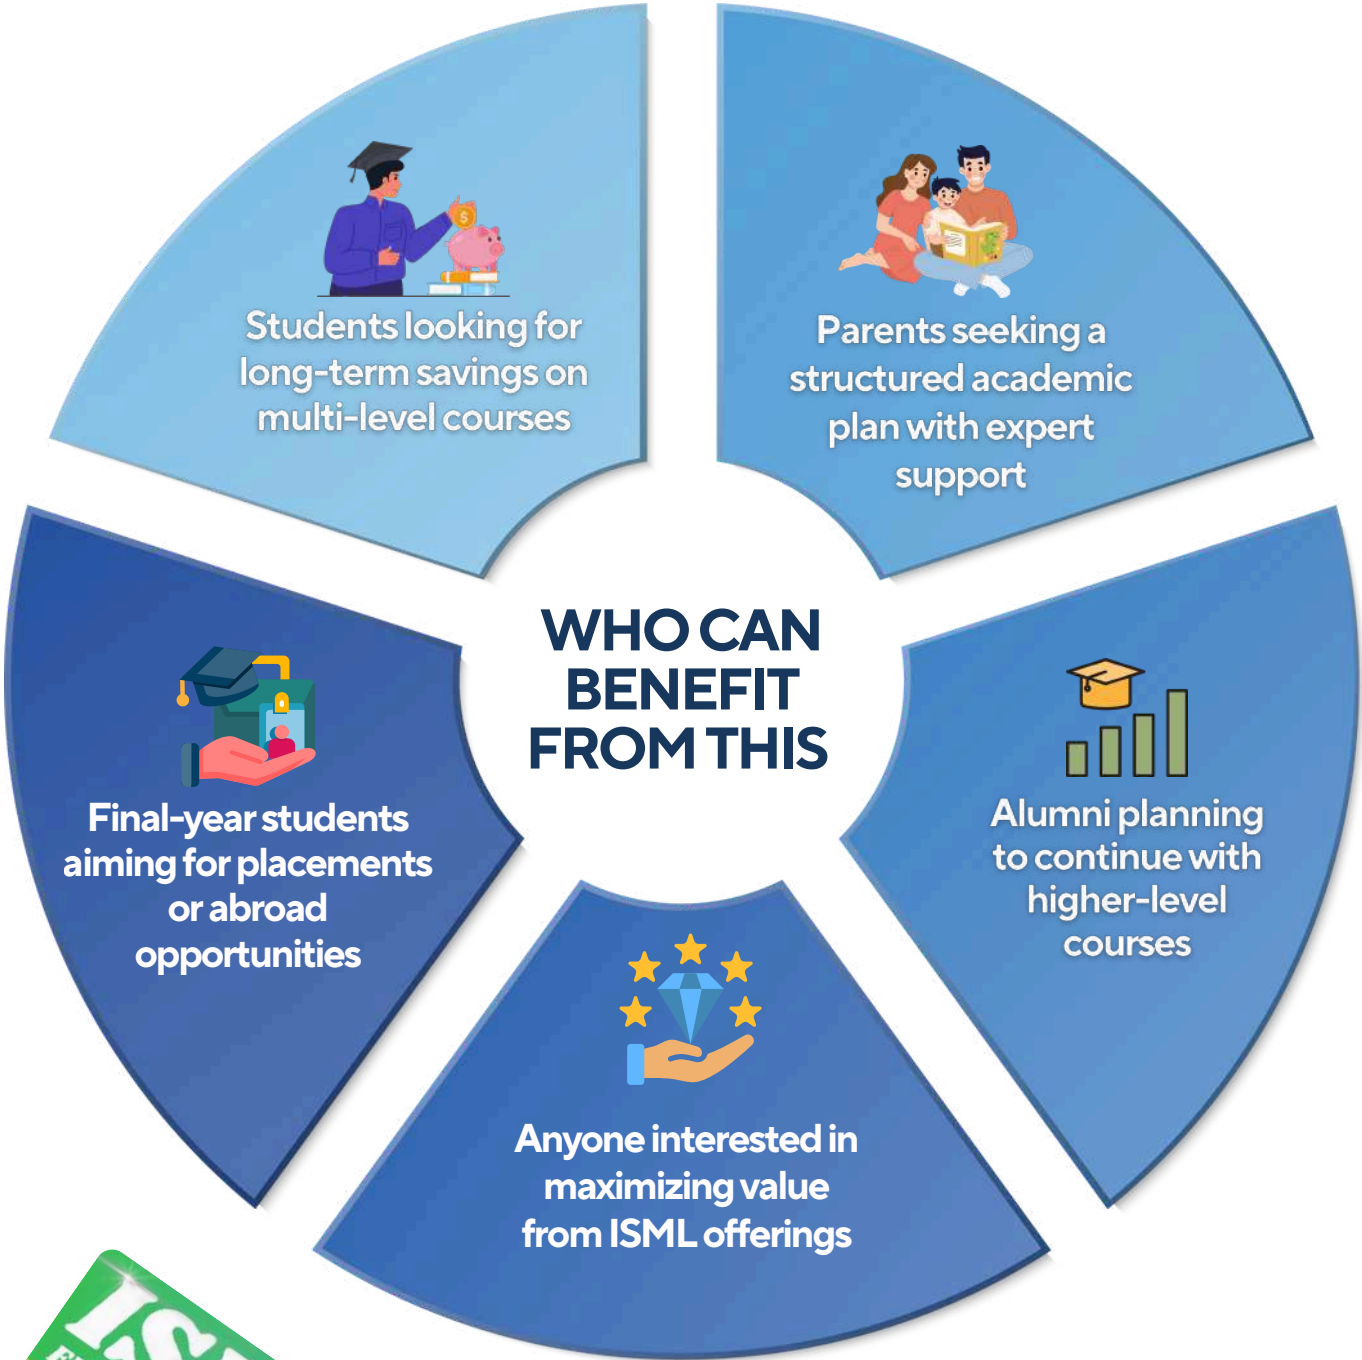 Students looking for
long-term savings on
multi-level courses
Parents seeking a
structured academic
plan with expert
support
WHO CAN
BENEFIT
FROM THIS
Final-year students
aiming for placements
or abroad
opportunities
Alumni planning
to continue with
higher-level
courses
Anyone interested in
maximizing value
from ISML offerings